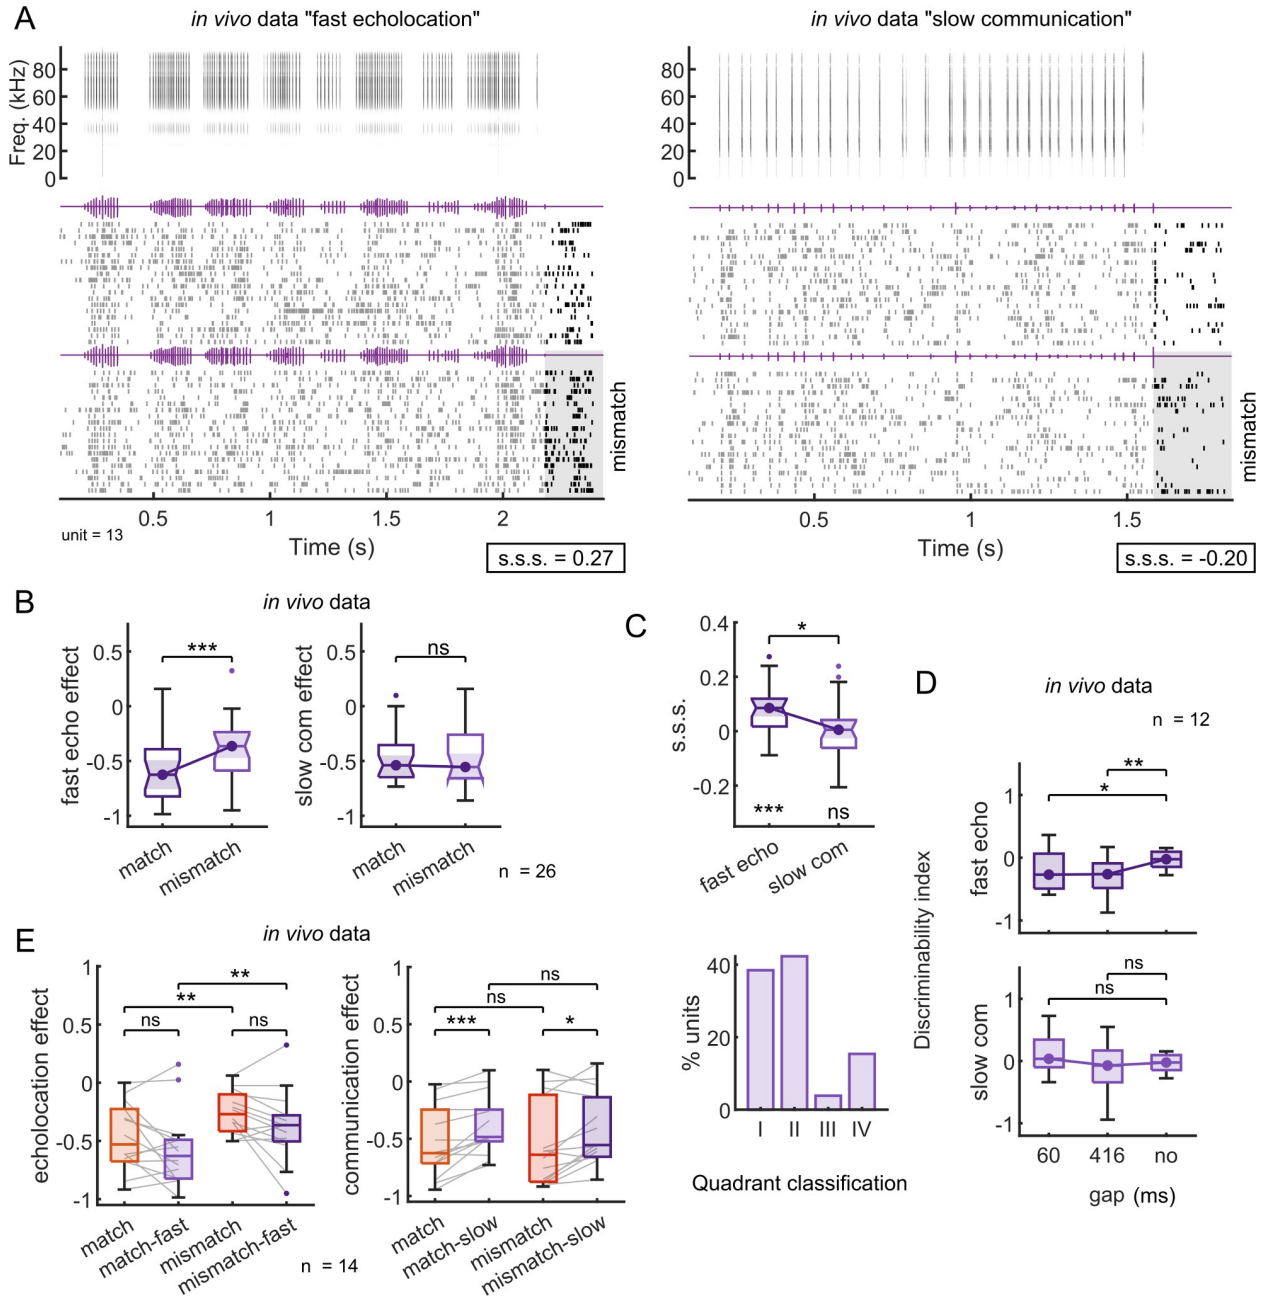 A
in vivo data "fast echolocation"
in vivo data "slow communication"
Freq. (kHz)
80
60
40
20
0
80
60
40
20
0
mismatch
mismatch
0.5
1
1.5
2
0.5
1
1.5
unit = 13
Time (s)
Time (s)
s.s.s. = 0.27
s.s.s. = -0.20
B
in vivo data
fast echo effect
0.5
0
-0.5
-1
***
match
mismatch
slow com effect
0.5
0
-0.5
-1
ns
match
mismatch
n = 26
C
s.s.s.
0.4
0.2
0
-0.2
*
***
ns
fast echo
slow com
% units
40
20
0
I
II
III
IV
Quadrant classification
D
in vivo data
n = 12
Discriminability index
fast echo
1
0
-1
**
*
slow com
1
0
-1
ns
ns
60
416
no
gap (ms)
E
in vivo data
echolocation effect
1
0.5
0
-0.5
-1
**
**
ns
ns
match
match-fast
mismatch
mismatch-fast
n = 14
communication effect
1
0.5
0
-0.5
-1
ns
ns
***
*
match
match-slow
mismatch
mismatch-slow